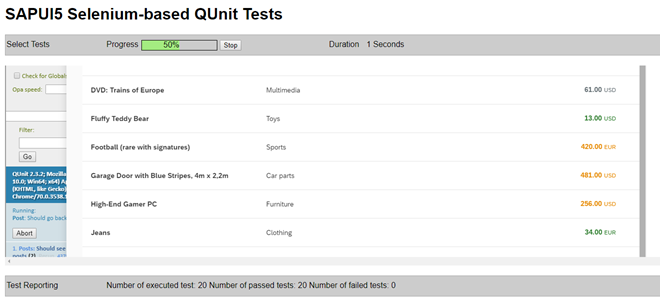 SAPUI5 Selenium-based QUnit Tests
Select Tests Progress 50% Stop Duration 1 Seconds
Check for Globals
Opa speed:
Filter:
Go
QUnit 2.3.2; Mozilla
10.0; Win64; x64) Ap
(KHTML, like Gecko)
Chrome/70.0.3538.1
Running:
Post: Should go back
Abort
1. Posts: Should see
posts (2)
DVD: Trains of Europe Multimedia 61.00 USD
Fluffy Teddy Bear Toys 13.00 USD
Football (rare with signatures) Sports 420.00 EUR
Garage Door with Blue Stripes, 4m x 2,2m Car parts 481.00 USD
High-End Gamer PC Furniture 256.00 USD
Jeans Clothing 34.00 EUR
Test Reporting Number of executed test: 20 Number of passed tests: 20 Number of failed tests: 0